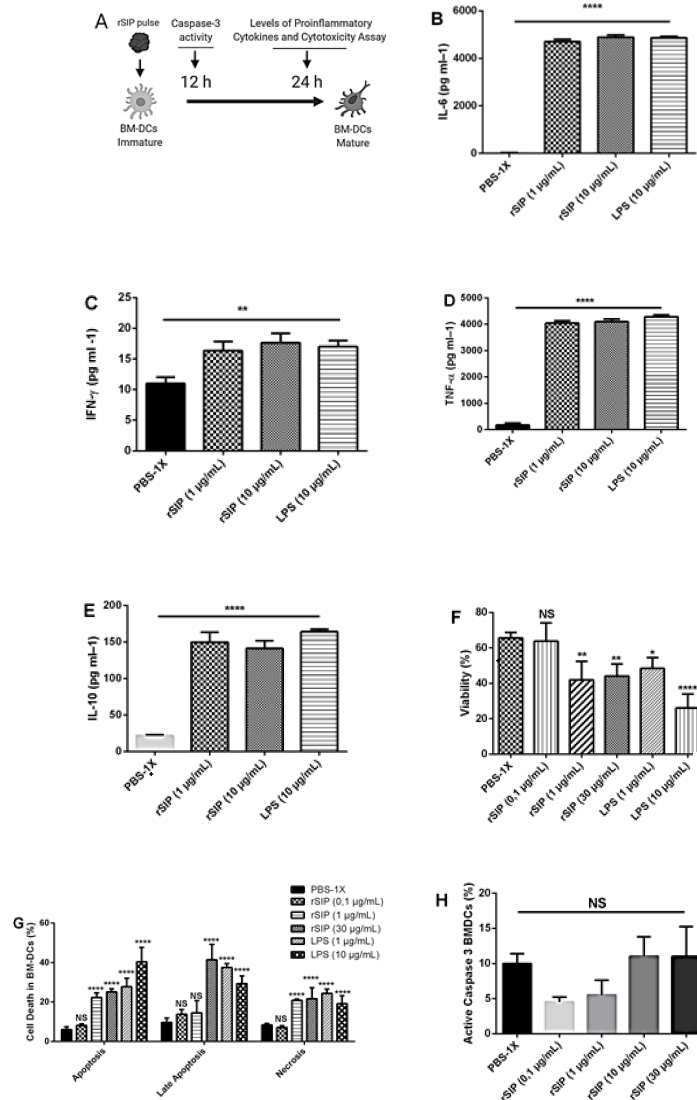 A
rSIP pulse
Caspase-3
activity
Levels of Proinflammatory
Cytokines and Cytotoxicity Assay
12 h
24 h
BM-DCs
Immature
BM-DCs
Mature
B
IL-6 (pg ml–1)
6000
4000
2000
0
****
PBS-1X
rSIP (1 µg/mL)
rSIP (10 µg/mL)
LPS (10 µg/mL)
C
IFN-γ (pg ml -1)
25
20
15
10
5
0
**
PBS-1X
rSIP (1 µg/mL)
rSIP (10 µg/mL)
LPS (10 µg/mL)
D
TNF-α (pg ml–1)
5000
4000
3000
2000
1000
0
****
PBS-1X
rSIP (1 µg/mL)
rSIP (10 µg/mL)
LPS (10 µg/mL)
E
IL-10 (pg ml–1)
200
150
100
50
0
****
PBS-1X
rSIP (1 µg/mL)
rSIP (10 µg/mL)
LPS (10 µg/mL)
F
Viability (%)
80
60
40
20
0
NS
**
**
*
****
PBS-1X
rSIP (0,1 µg/mL)
rSIP (1 µg/mL)
rSIP (30 µg/mL)
LPS (1 µg/mL)
LPS (10 µg/mL)
G
PBS-1X
rSIP (0,1 µg/mL)
rSIP (1 µg/mL)
rSIP (30 µg/mL)
LPS (1 µg/mL)
LPS (10 µg/mL)
Cell Death in BM-DCs (%)
60
40
20
0
NS
****
****
****
****
NS
NS
****
****
****
NS
****
****
****
****
Apoptosis
Late Apoptosis
Necrosis
H
Active Caspase 3 BMDCs (%)
20
15
10
5
0
NS
PBS-1X
rSIP (0,1 µg/mL)
rSIP (1 µg/mL)
rSIP (10 µg/mL)
rSIP (30 µg/mL)